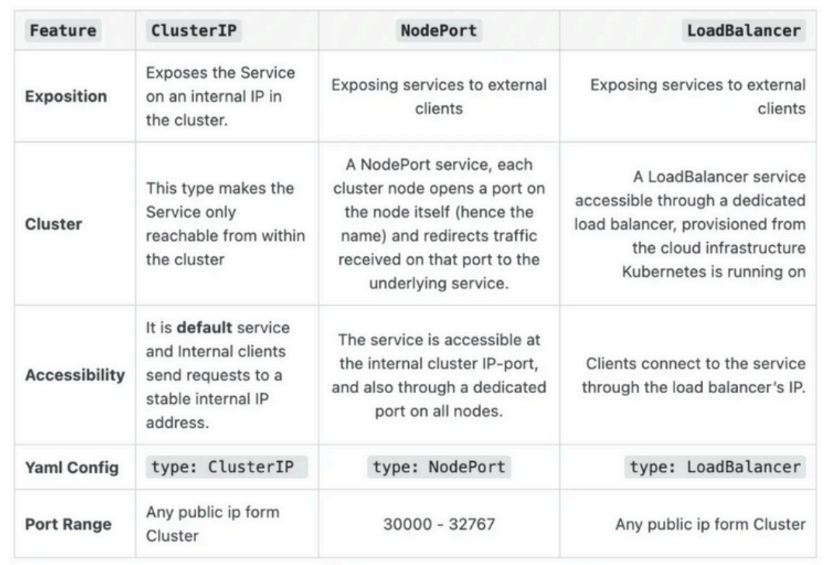 Feature ClusterIP NodePort LoadBalancer
Exposition
Exposes the Service
on an internal IP in
the cluster.
Exposing services to external
clients
Exposing services to external
clients
Cluster
This type makes the
Service only
reachable from within
the cluster
A NodePort service, each
cluster node opens a port on
the node itself (hence the
name) and redirects traffic
received on that port to the
underlying service.
A LoadBalancer service
accessible through a dedicated
load balancer, provisioned from
the cloud infrastructure
Kubernetes is running on
Accessibility
It is default service
and Internal clients
send requests to a
stable internal IP
address.
The service is accessible at
the internal cluster IP-port,
and also through a dedicated
port on all nodes.
Clients connect to the service
through the load balancer's IP.
Yaml Config type: ClusterIP type: NodePort type: LoadBalancer
Port Range
Any public ip form
Cluster
30000 - 32767
Any public ip form Cluster